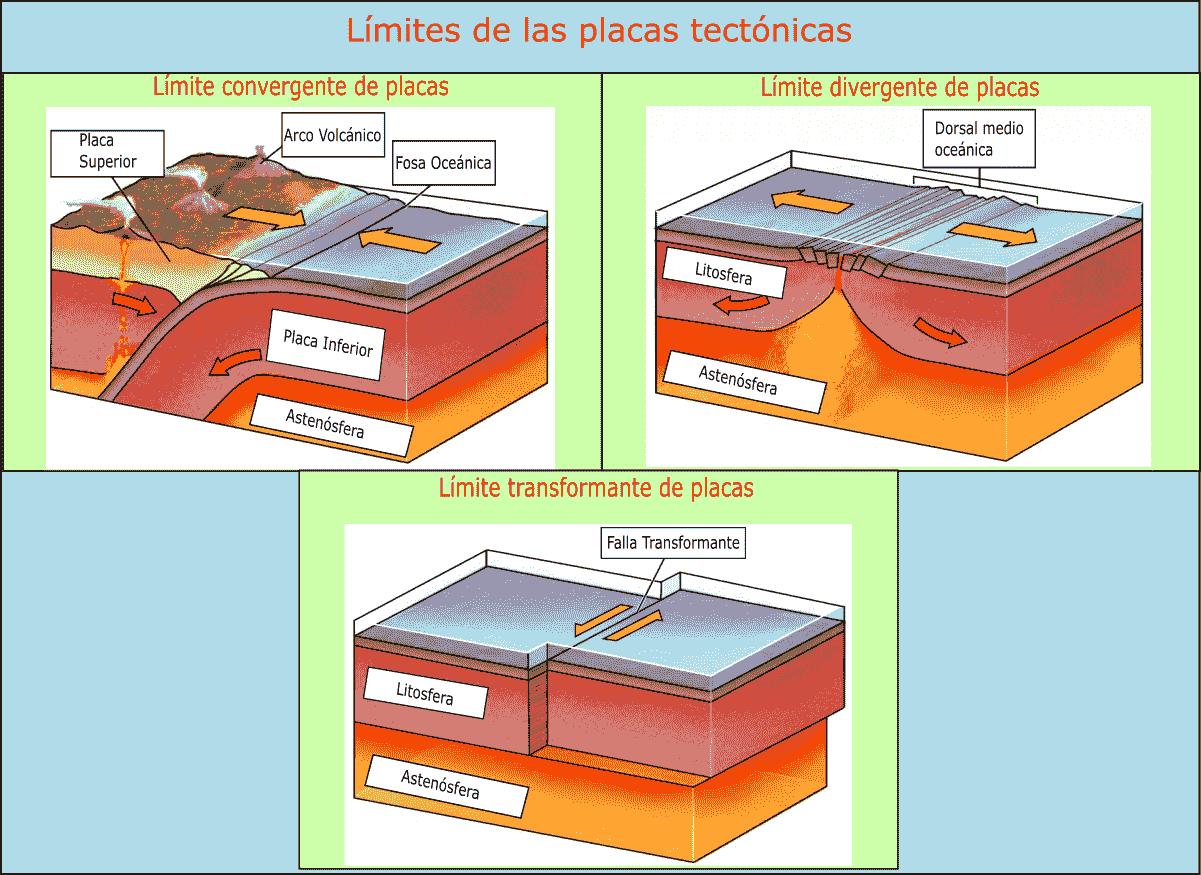 Límites de las placas tectónicas
Límite convergente de placas
Placa
Superior
Arco Volcánico
Fosa Oceánica
Placa Inferior
Astenósfera
Límite divergente de placas
Dorsal medio
oceánica
Litosfera
Astenósfera
Límite transformante de placas
Falla Transformante
Litosfera
Astenósfera